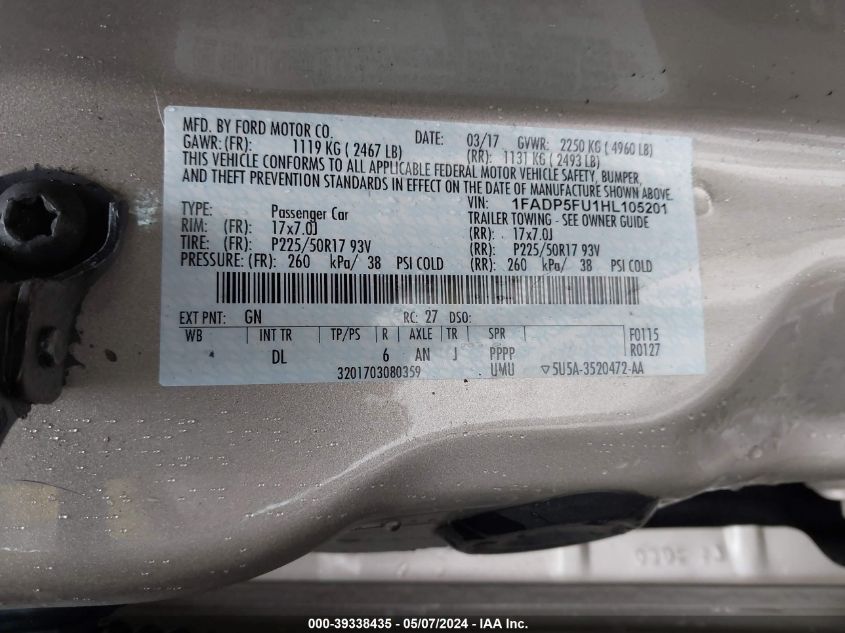 MFD. BY FORD MOTOR CO. DATE: 03/17 GVWR: 2250 KG ( 4960 LB)
GAWR: (FR): 1119 KG ( 2467 LB) (RR): 1131 KG ( 2493 LB)
THIS VEHICLE CONFORMS TO ALL APPLICABLE FEDERAL MOTOR VEHICLE SAFETY, BUMPER,
AND THEFT PREVENTION STANDARDS IN EFFECT ON THE DATE OF MANUFACTURE SHOWN ABOVE.
VIN: 1FADP5FU1HL105201
TYPE: Passenger Car TRAILER TOWING - SEE OWNER GUIDE
RIM: (FR): 17x7.0J (RR): 17x7.0J
TIRE: (FR): P225/50R17 93V (RR): P225/50R17 93V
PRESSURE: (FR): 260 kPa/ 38 PSI COLD (RR): 260 kPa/ 38 PSI COLD
EXT PNT: GN RC: 27 DSO:
WB INT TR TP/PS R AXLE TR SPR F0115
DL 6 AN J PPPP R0127
3201703080359 UMU ▽5U5A-3520472-AA
000-39338435 - 05/07/2024 - IAA Inc.